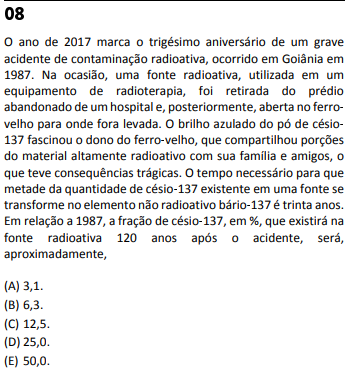 08
O ano de 2017 marca o trigésimo aniversário de um grave
acidente de contaminação radioativa, ocorrido em Goiânia em
1987. Na ocasião, uma fonte radioativa, utilizada em um
equipamento de radioterapia, foi retirada do prédio
abandonado de um hospital e, posteriormente, aberta no ferro-
velho para onde fora levada. O brilho azulado do pó de césio-
137 fascinou o dono do ferro-velho, que compartilhou porções
do material altamente radioativo com sua família e amigos, o
que teve consequências trágicas. O tempo necessário para que
metade da quantidade de césio-137 existente em uma fonte se
transforme no elemento não radioativo bário-137 é trinta anos.
Em relação a 1987, a fração de césio-137, em %, que existirá na
fonte radioativa 120 anos após o acidente, será,
aproximadamente,
(A) 3,1.
(B) 6,3.
(C) 12,5.
(D) 25,0.
(E) 50,0.